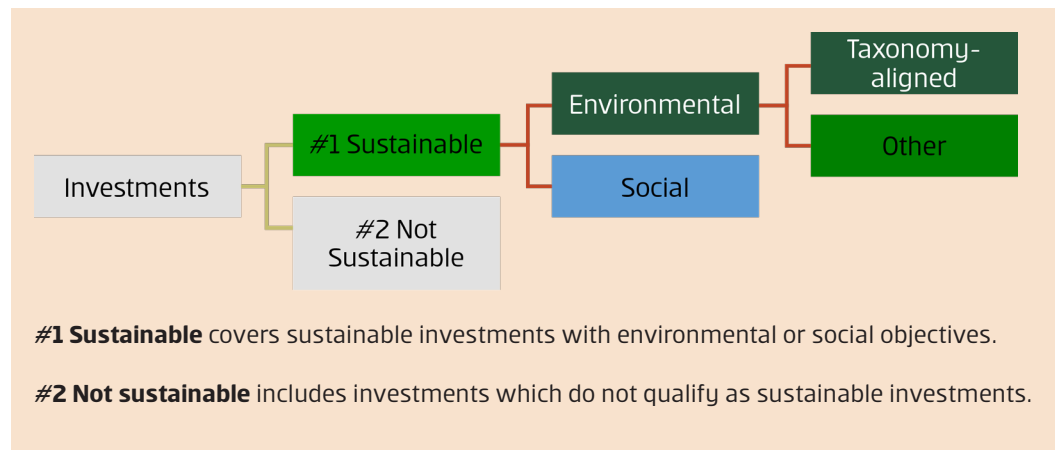 Taxonomy-
aligned
Environmental
#1 Sustainable
Other
Investments
Social
#2 Not
Sustainable
#1 Sustainable covers sustainable investments with environmental or social objectives.
#2 Not sustainable includes investments which do not qualify as sustainable investments.